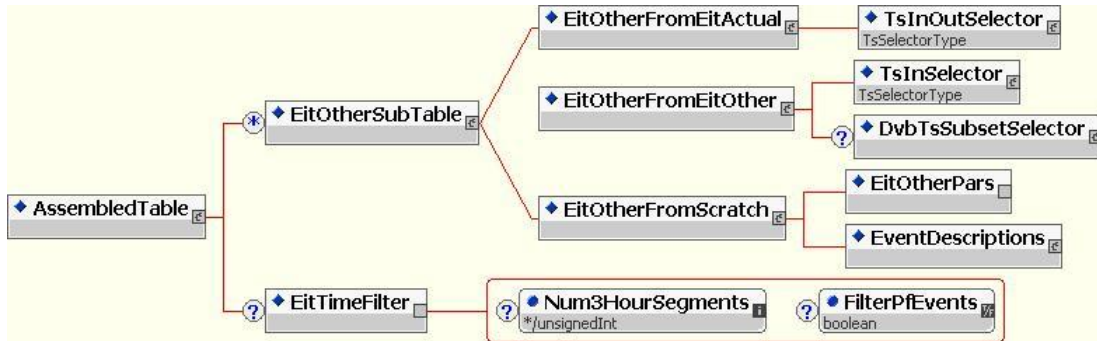 EitOtherFromEitActual
TsInOutSelector
TsSelectorType
TsInSelector
TsSelectorType
EitOtherFromEitOther
EitOtherSubTable
*
?
DvbTsSubsetSelector
EitOtherPars
AssembledTable
EitOtherFromScratch
EventDescriptions
?
EitTimeFilter
?
Num3HourSegments
*/unsignedInt
?
FilterPfEvents
boolean